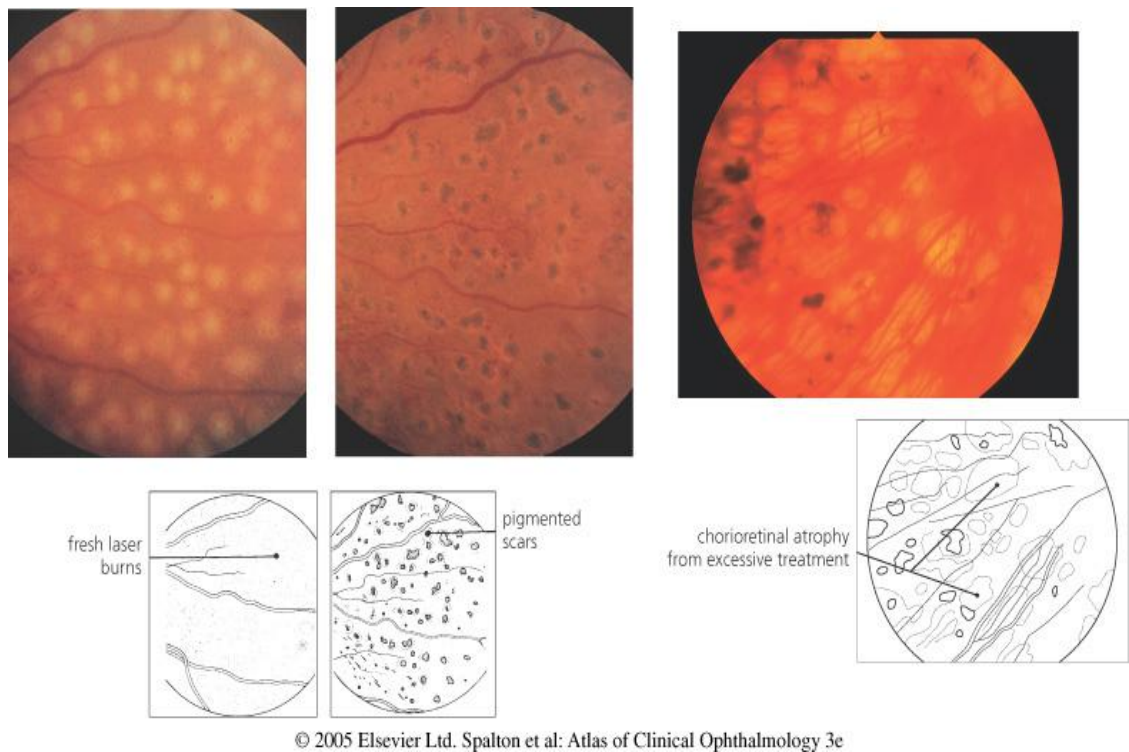 fresh laser
burns
pigmented
scars
chorioretinal atrophy
from excessive treatment
© 2005 Elsevier Ltd. Spalton et al: Atlas of Clinical Ophthalmology 3e